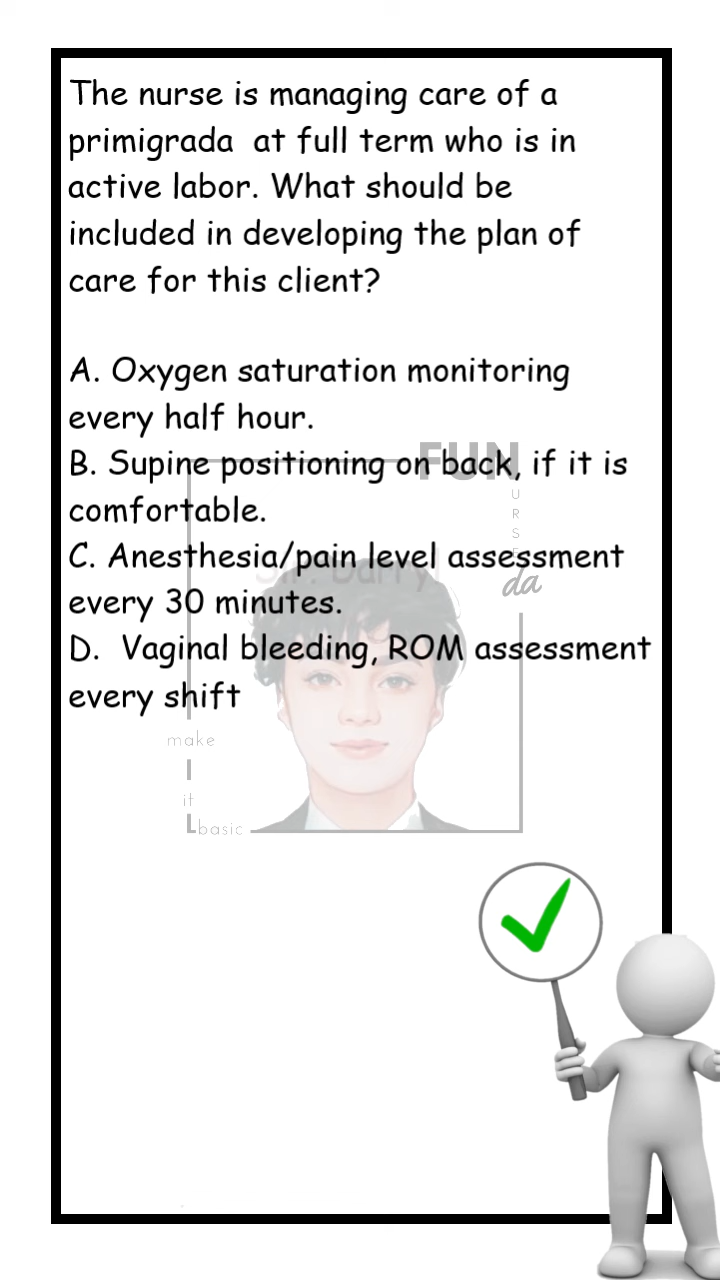 The nurse is managing care of a
primigrada at full term who is in
active labor. What should be
included in developing the plan of
care for this client?
A. Oxygen saturation monitoring
every half hour.
B. Supine positioning on back, if it is
comfortable.
C. Anesthesia/pain level assessment
every 30 minutes.
D. Vaginal bleeding, ROM assessment
every shift
FUN
U
R
S
E
da
Sir. Darry
make
it
basic